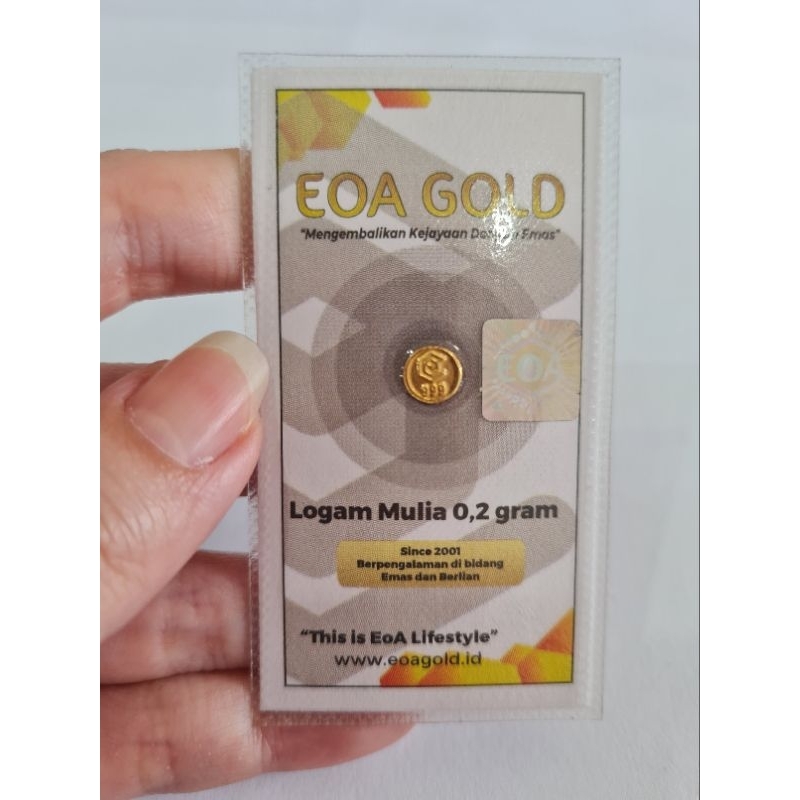 EOA GOLD
"Mengembalikan Kejayaan Emas"
EOA
999
Logam Mulia 0,2 gram
Since 2001
Berpengalaman di bidang
Emas dan Berlian
"This is EoA Lifestyle"
www.eoagold.id